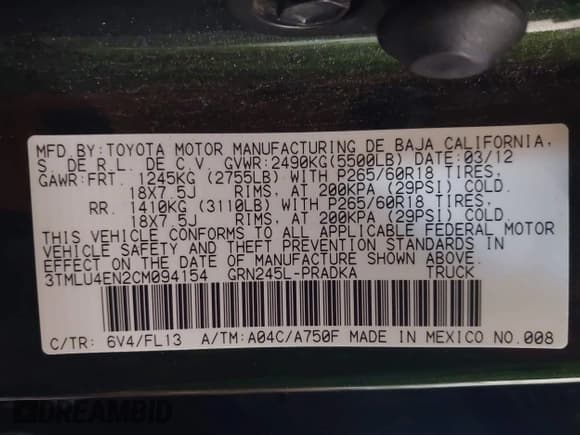 MFD.BY:TOYOTA MOTOR MANUFACTURING DE BAJA CALIFORNIA,
S. DE R.L. DE C.V. GVWR:2490KG(5500LB) DATE:03/12
GAWR:FRT. 1245KG (2755LB) WITH P265/60R18 TIRES,
18X7.5J RIMS, AT 200KPA (29PSI) COLD.
RR. 1410KG (3110LB) WITH P265/60R18 TIRES,
18X7.5J RIMS, AT 200KPA (29PSI) COLD.
THIS VEHICLE CONFORMS TO ALL APPLICABLE FEDERAL MOTOR
VEHICLE SAFETY AND THEFT PREVENTION STANDARDS IN
EFFECT ON THE DATE OF MANUFACTURE SHOWN ABOVE.
3TMLU4EN2CM094154 GRN245L-PRADKA TRUCK
C/TR: 6V4/FL13 A/TM:A04C/A750F MADE IN MEXICO NO.008
DREAMBID